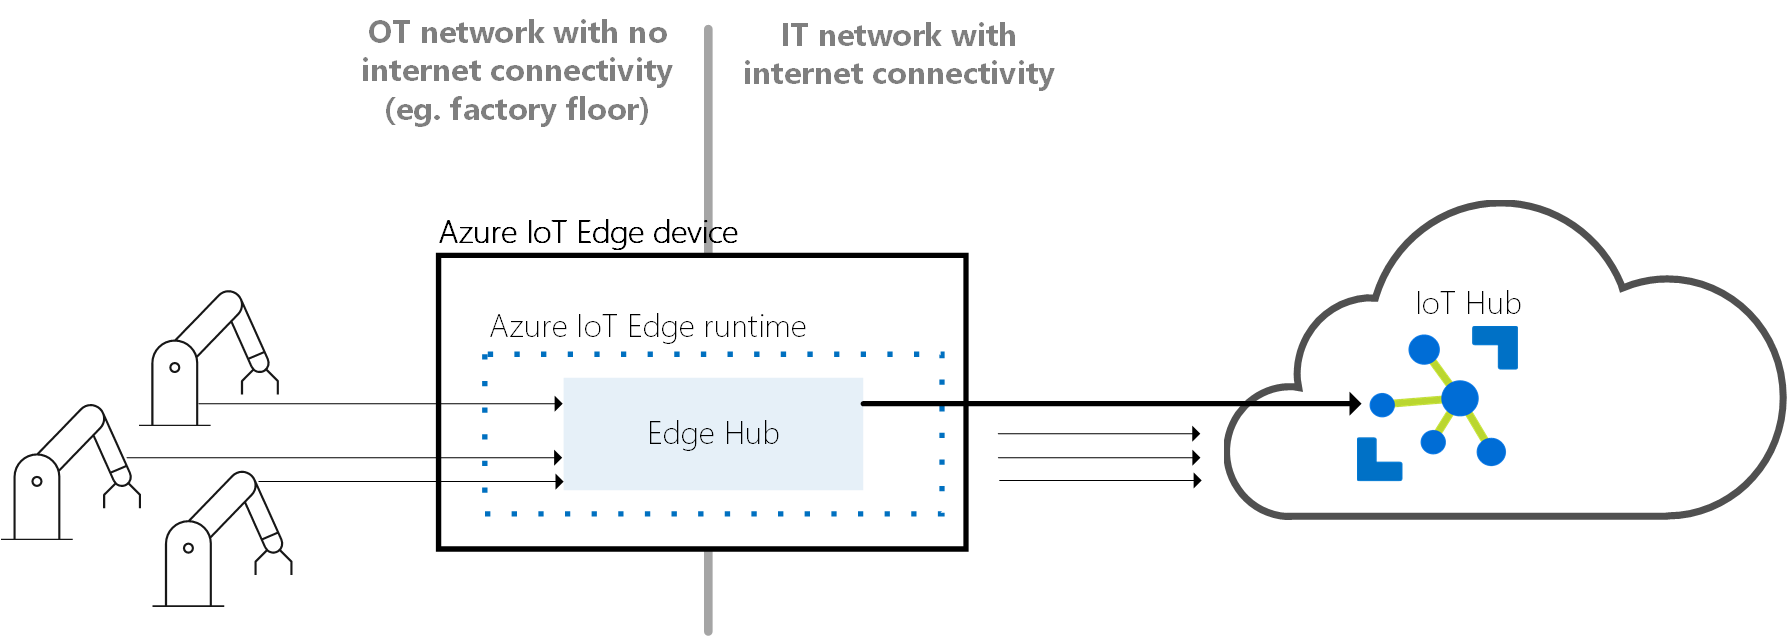 OT network with no
internet connectivity
(eg. factory floor)
IT network with
internet connectivity
Azure IoT Edge device
Azure IoT Edge runtime
Edge Hub
IoT Hub